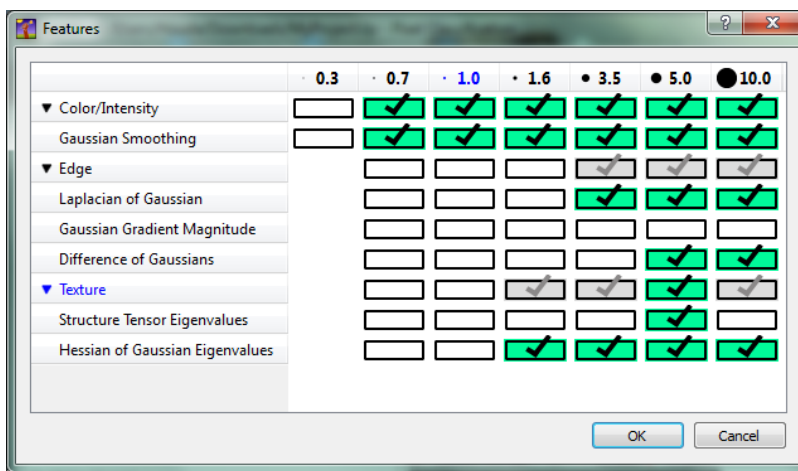 Features
0.3 0.7 1.0 1.6 3.5 5.0 10.0
Color/Intensity
Gaussian Smoothing
Edge
Laplacian of Gaussian
Gaussian Gradient Magnitude
Difference of Gaussians
Texture
Structure Tensor Eigenvalues
Hessian of Gaussian Eigenvalues
OK Cancel